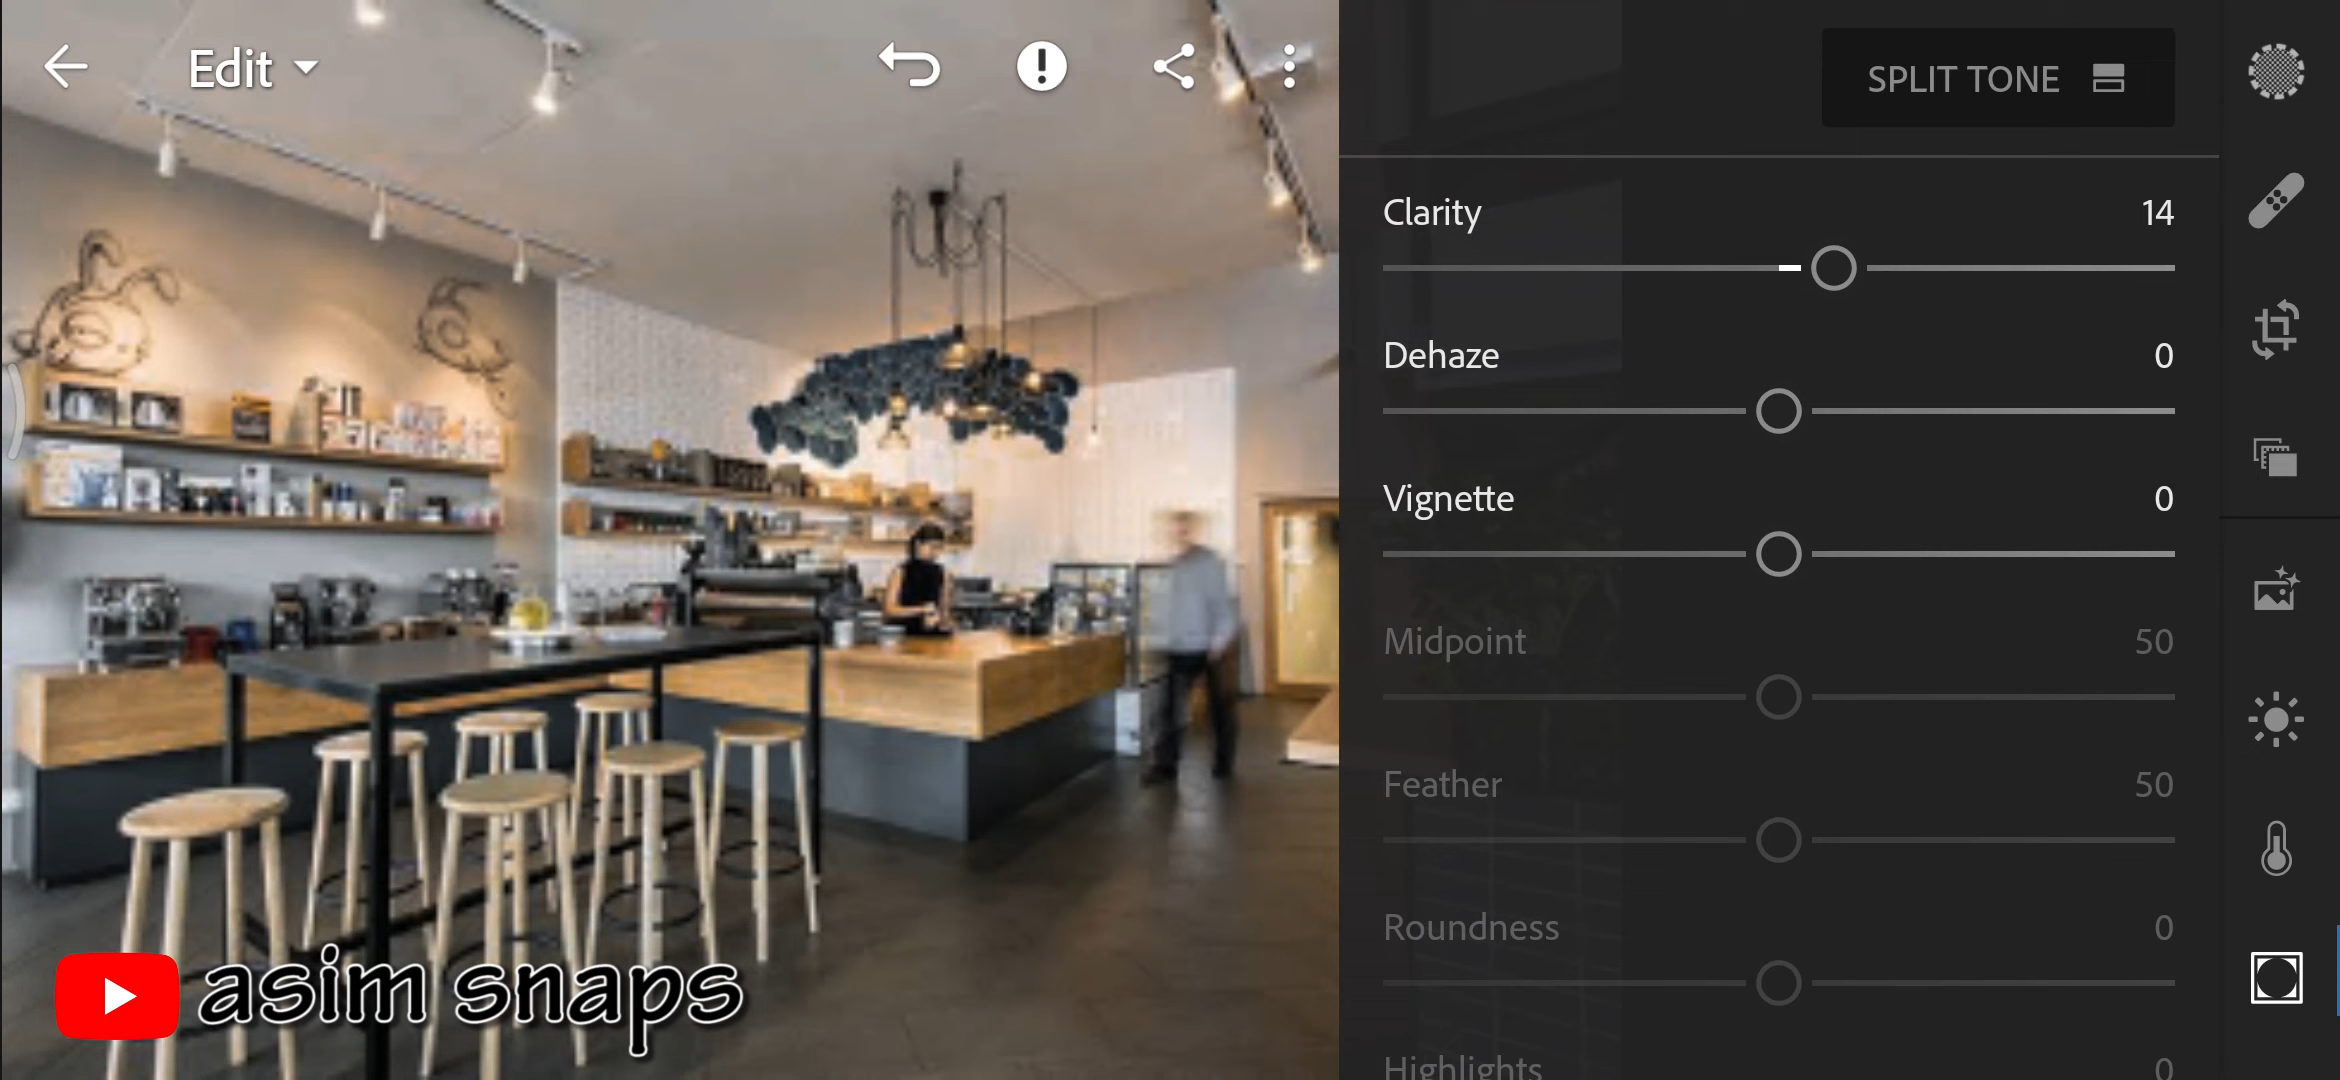 Edit
SPLIT TONE
Clarity 14
Dehaze 0
Vignette 0
Midpoint 50
Feather 50
Roundness 0
Highlights 0
asim snaps